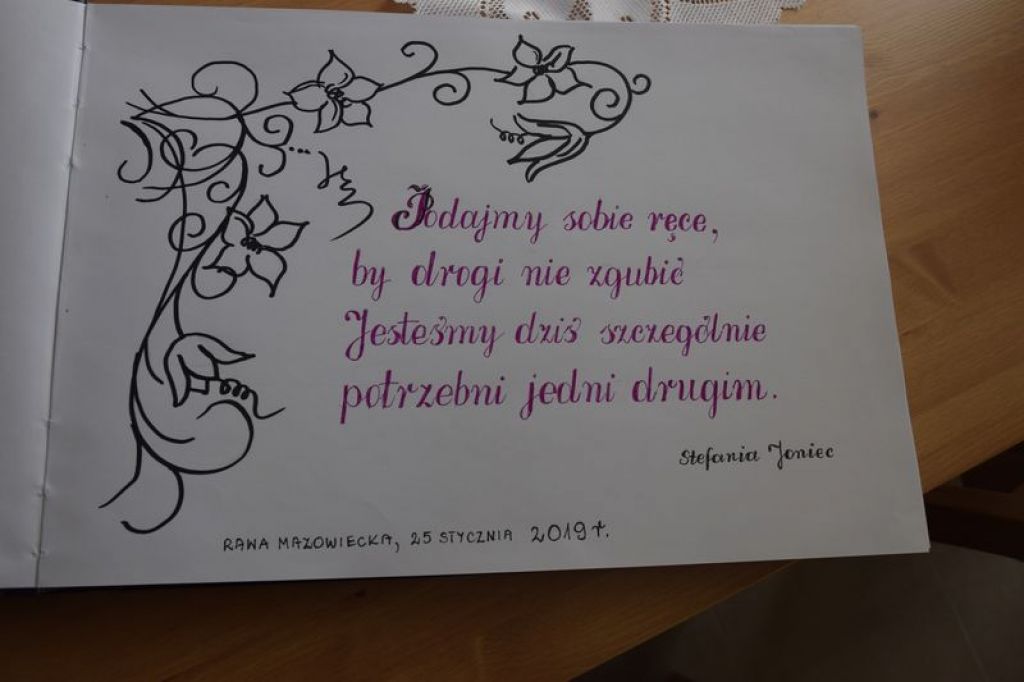 Podajmy sobie ręce,
by drogi nie zgubić
Jesteśmy dziś szczególnie
potrzebni jedni drugim.
Stefania Joniec
RAWA MAZOWIECKA, 25 STYCZNIA 2019 r.